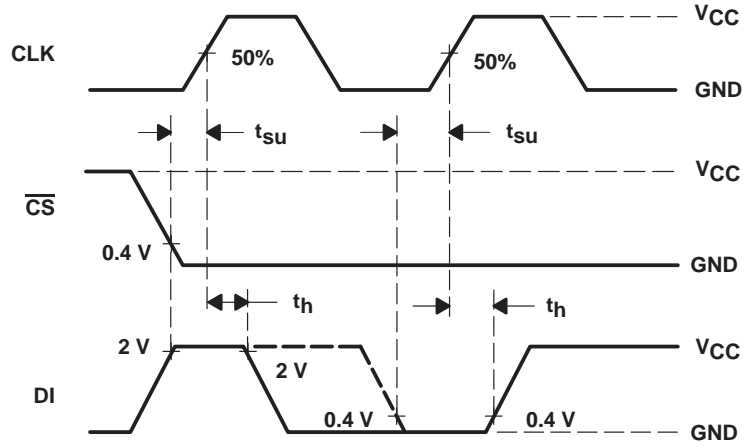 VCC
CLK
50%
50%
GND
tsu
tsu
VCC
CS
0.4 V
GND
th
th
2 V
VCC
2 V
DI
0.4 V
0.4 V
GND